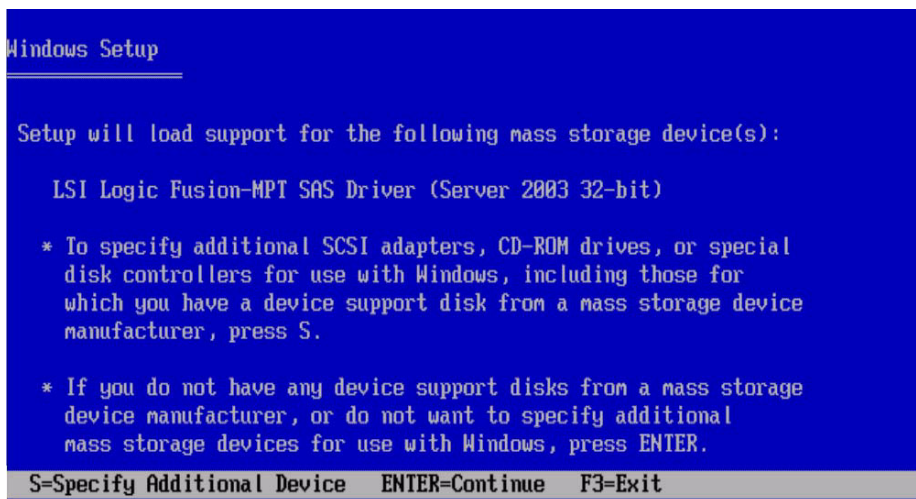 Windows Setup
Setup will load support for the following mass storage device(s):
LSI Logic Fusion-MPT SAS Driver (Server 2003 32-bit)
* To specify additional SCSI adapters, CD-ROM drives, or special
disk controllers for use with Windows, including those for
which you have a device support disk from a mass storage device
manufacturer, press S.
* If you do not have any device support disks from a mass storage
device manufacturer, or do not want to specify additional
mass storage devices for use with Windows, press ENTER.
S=Specify Additional Device ENTER=Continue F3=Exit